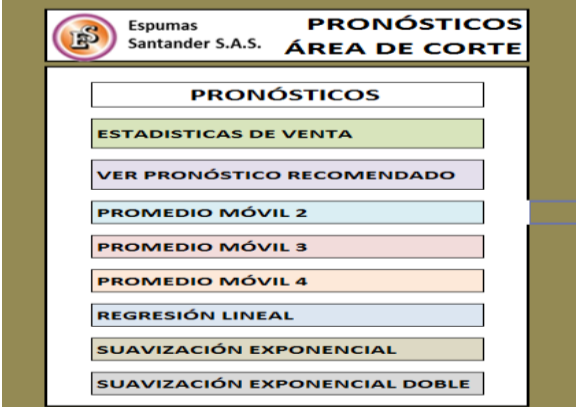 ES
Espumas
Santander S.A.S.
PRONÓSTICOS
ÁREA DE CORTE
PRONÓSTICOS
ESTADISTICAS DE VENTA
VER PRONÓSTICO RECOMENDADO
PROMEDIO MÓVIL 2
PROMEDIO MÓVIL 3
PROMEDIO MÓVIL 4
REGRESIÓN LINEAL
SUAVIZACIÓN EXPONENCIAL
SUAVIZACIÓN EXPONENCIAL DOBLE